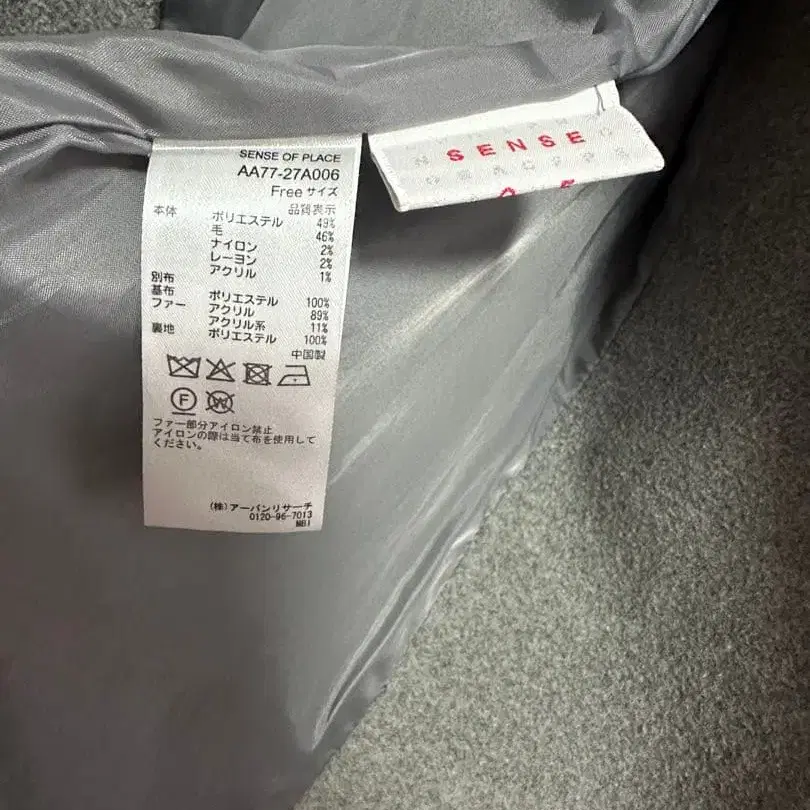 SENSE OF PLACE
AA77-27A006
Free サイズ
品質表示
本体 ポリエステル 49%
毛 46%
ナイロン 2%
レーヨン 2%
アクリル 1%
別布
基布 ポリエステル 100%
ファー アクリル 89%
アクリル系 11%
裏地 ポリエステル 100%
中国製
F
W
ファー部分アイロン禁止
アイロンの際は当て布を使用して
ください。
(株)アーバンリサーチ
0120-96-7013
MBI
SENSE